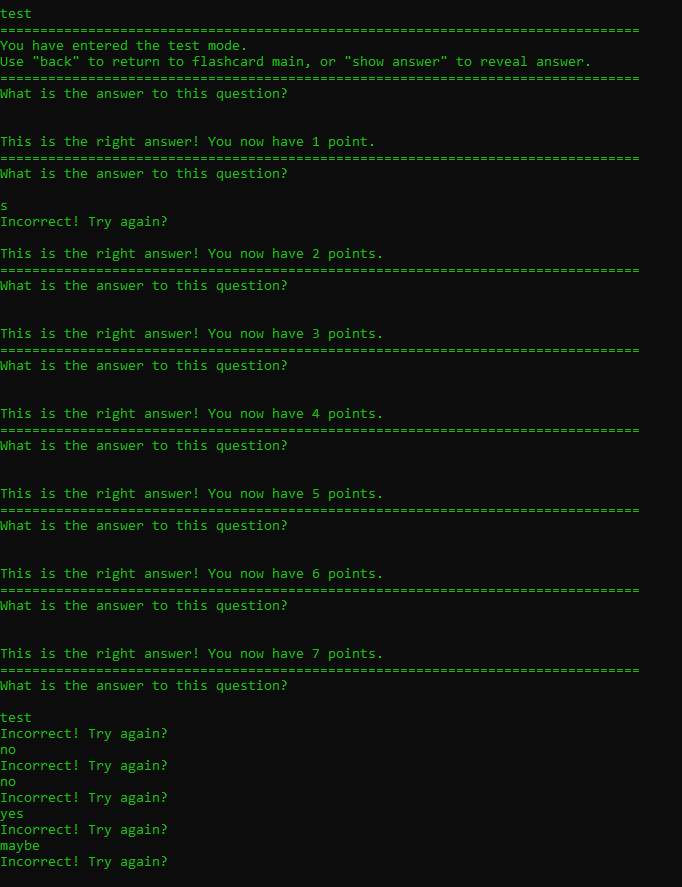 test
================================================================================
You have entered the test mode.
Use "back" to return to flashcard main, or "show answer" to reveal answer.
================================================================================
What is the answer to this question?
This is the right answer! You now have 1 point.
================================================================================
What is the answer to this question?
s
Incorrect! Try again?
This is the right answer! You now have 2 points.
================================================================================
What is the answer to this question?
This is the right answer! You now have 3 points.
================================================================================
What is the answer to this question?
This is the right answer! You now have 4 points.
================================================================================
What is the answer to this question?
This is the right answer! You now have 5 points.
================================================================================
What is the answer to this question?
This is the right answer! You now have 6 points.
================================================================================
What is the answer to this question?
This is the right answer! You now have 7 points.
================================================================================
What is the answer to this question?
test
Incorrect! Try again?
no
Incorrect! Try again?
no
Incorrect! Try again?
yes
Incorrect! Try again?
maybe
Incorrect! Try again?